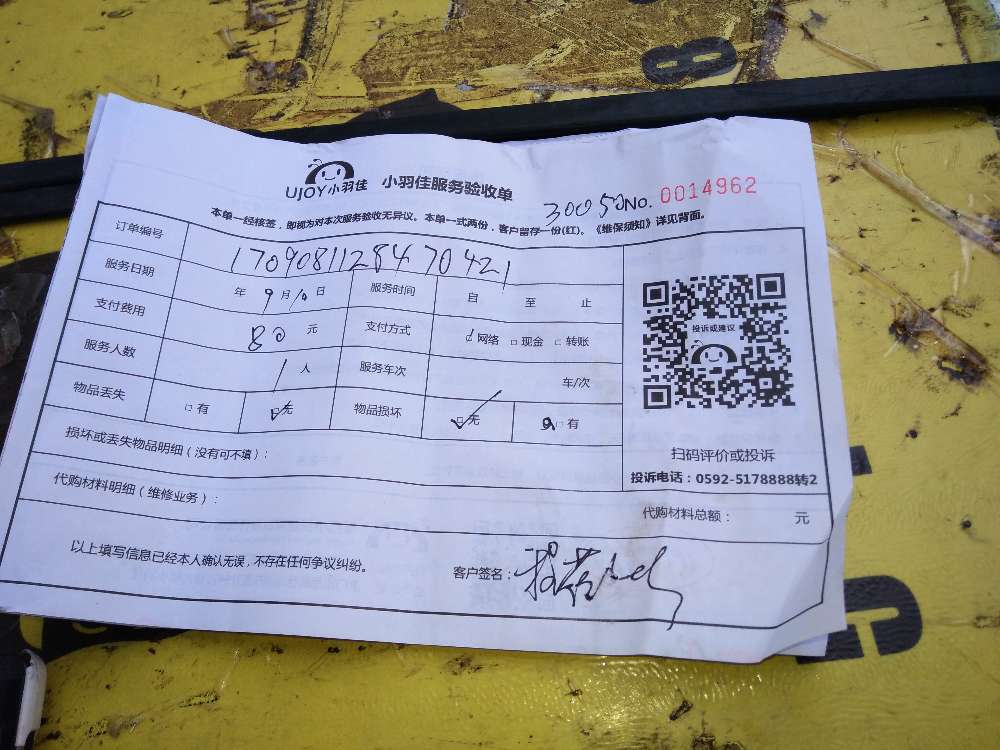 8
UJOY小羽佳 小羽佳服务验收单
30050 No. 0014962
本单一经核签，即视为对本次服务验收无异议。本单一式两份，客户留存一份(红)。《维保须知》详见背面。
订单编号 170908112847 0421
服务日期 年 9 月 10 日 服务时间 自 至 止
支付费用 80 元 支付方式 网络 现金 转账
服务人数 1 人 服务车次 车/次
物品丢失 有 无 物品损坏 无 有
损坏或丢失物品明细（没有可不填）：
代购材料明细（维修业务）：
投诉或建议
扫码评价或投诉
投诉电话：0592-5178888转2
代购材料总额： 元
以上填写信息已经本人确认无误，不存在任何争议纠纷。
客户签名：